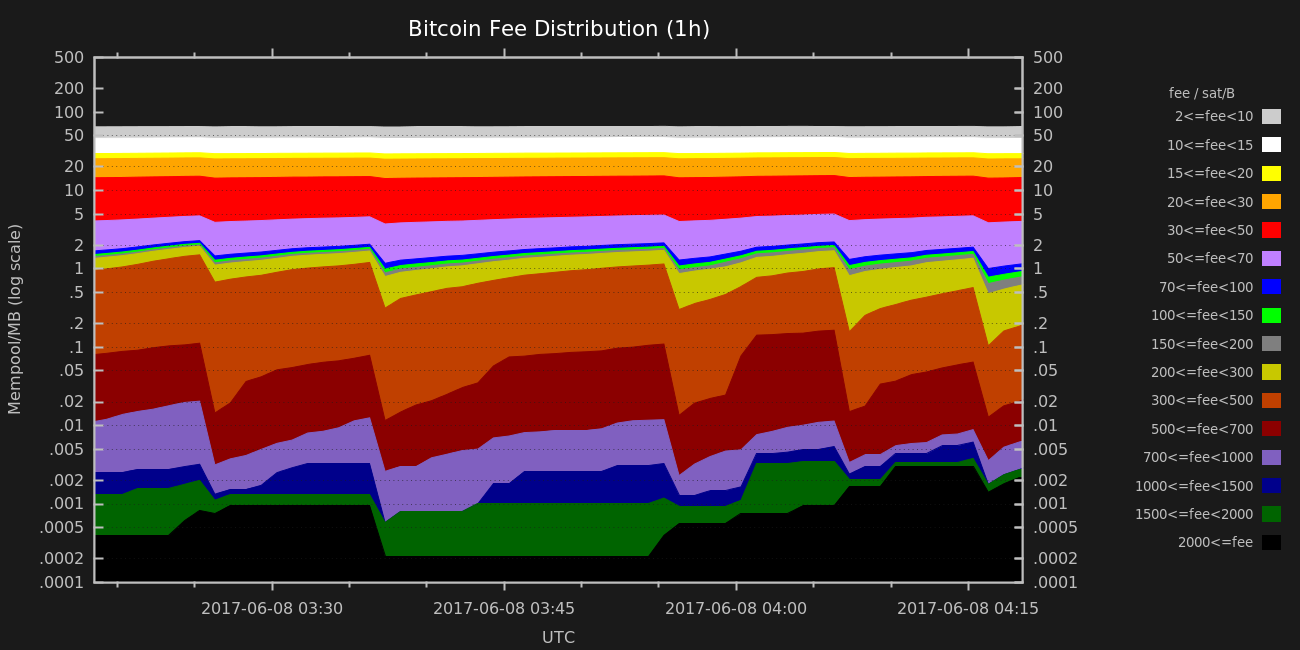 Bitcoin Fee Distribution (1h)
500 500
200 200
100 100
50 50
20 20
10 10
5 5
2 2
1 1
.5 .5
.2 .2
.1 .1
.05 .05
.02 .02
.01 .01
.005 .005
.002 .002
.001 .001
.0005 .0005
.0002 .0002
.0001 .0001
Mempool/MB (log scale)
2017-06-08 03:30 2017-06-08 03:45 2017-06-08 04:00 2017-06-08 04:15
UTC
fee / sat/B
2<=fee<10
10<=fee<15
15<=fee<20
20<=fee<30
30<=fee<50
50<=fee<70
70<=fee<100
100<=fee<150
150<=fee<200
200<=fee<300
300<=fee<500
500<=fee<700
700<=fee<1000
1000<=fee<1500
1500<=fee<2000
2000<=fee